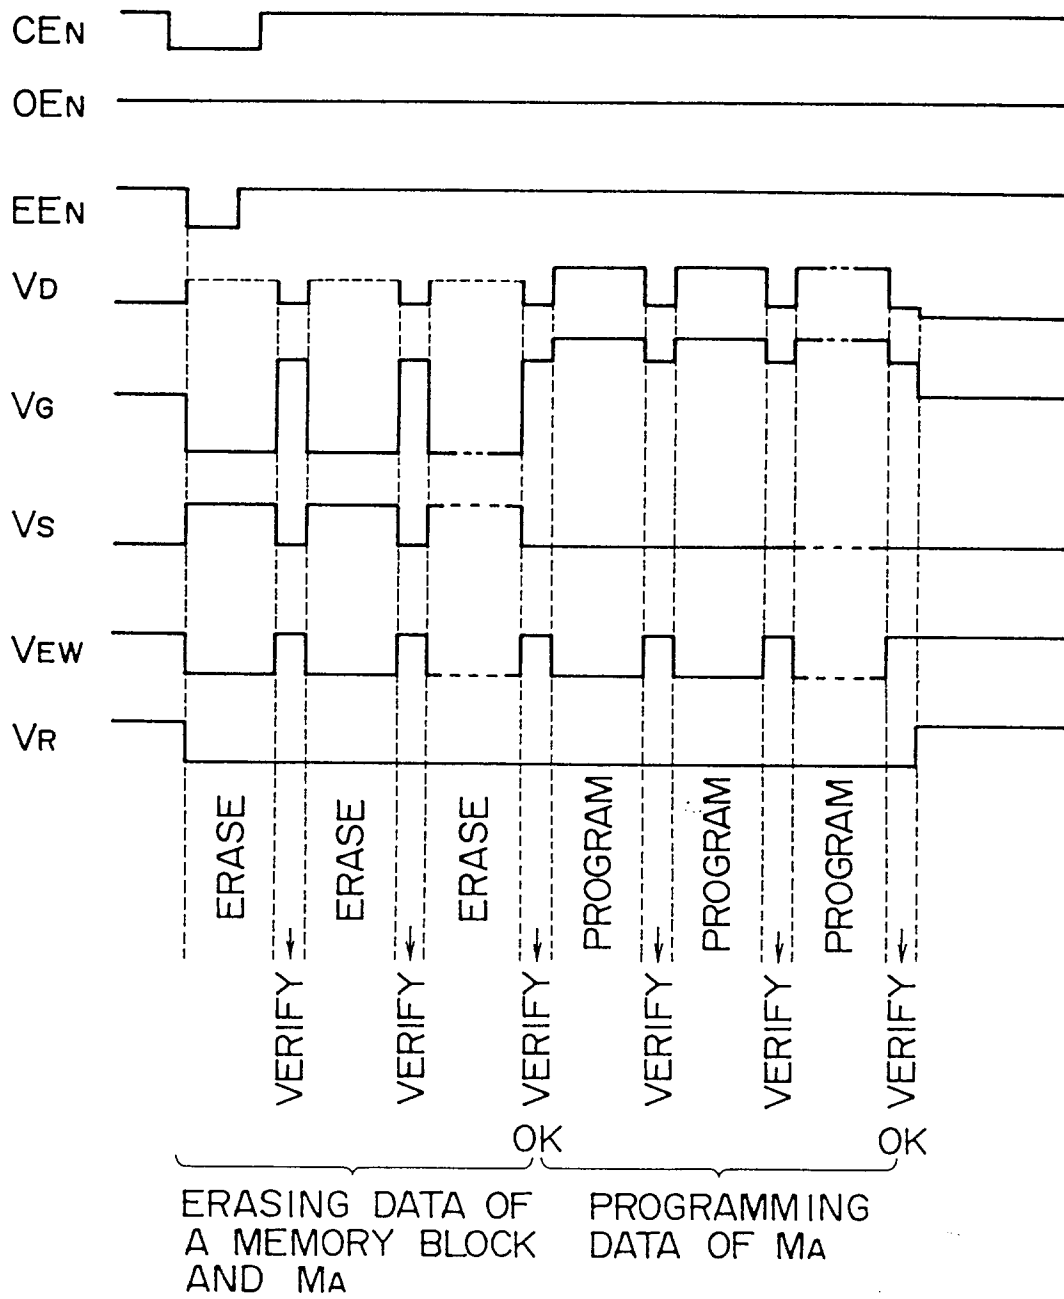 CEN
OEN
EEN
VD
VG
VS
VEW
VR
ERASE
ERASE
ERASE
PROGRAM
PROGRAM
PROGRAM
VERIFY
VERIFY
VERIFY
VERIFY
VERIFY
VERIFY
OK
OK
ERASING DATA OF
A MEMORY BLOCK
AND MA
PROGRAMMING
DATA OF MA